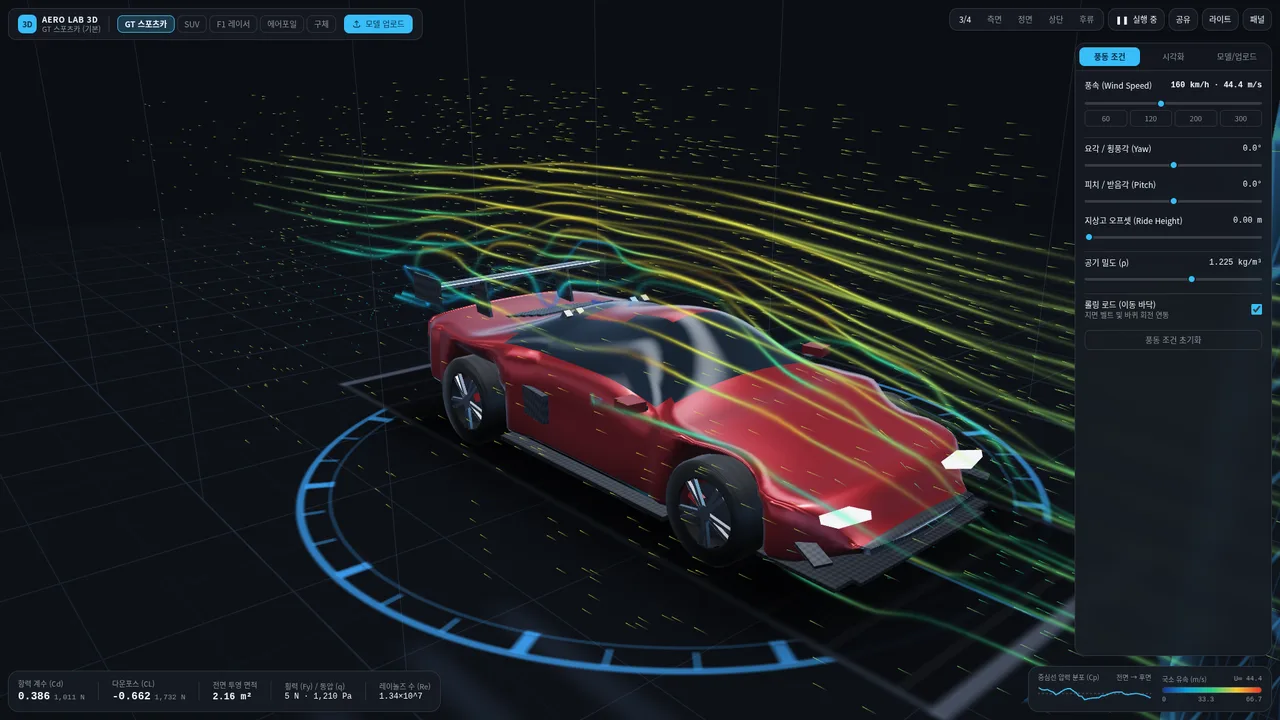 3D
AERO LAB 3D
GT 스포츠카 (기본)
GT 스포츠카
SUV
F1 레이서
에어포일
구체
모델 업로드
3/4
측면
정면
상단
후류
실행 중
공유
라이트
패널
풍동 조건
시각화
모델/업로드
풍속 (Wind Speed) 160 km/h · 44.4 m/s
60 120 200 300
요각 / 횡풍각 (Yaw) 0.0°
피치 / 받음각 (Pitch) 0.0°
지상고 오프셋 (Ride Height) 0.00 m
공기 밀도 (ρ) 1.225 kg/m³
롤링 로드 (이동 바닥)
지면 벨트 및 바퀴 회전 연동
풍동 조건 초기화
항력 계수 (Cd)
0.386 1,011 N
다운포스 (CL)
-0.662 1,732 N
전면 투영 면적
2.16 m²
횡력 (Fy) / 동압 (q)
5 N · 1,210 Pa
레이놀즈 수 (Re)
1.34×10^7
중심선 압력 분포 (Cp) 전면 → 후면
국소 유속 (m/s) U∞ 44.4
0 33.3 66.7